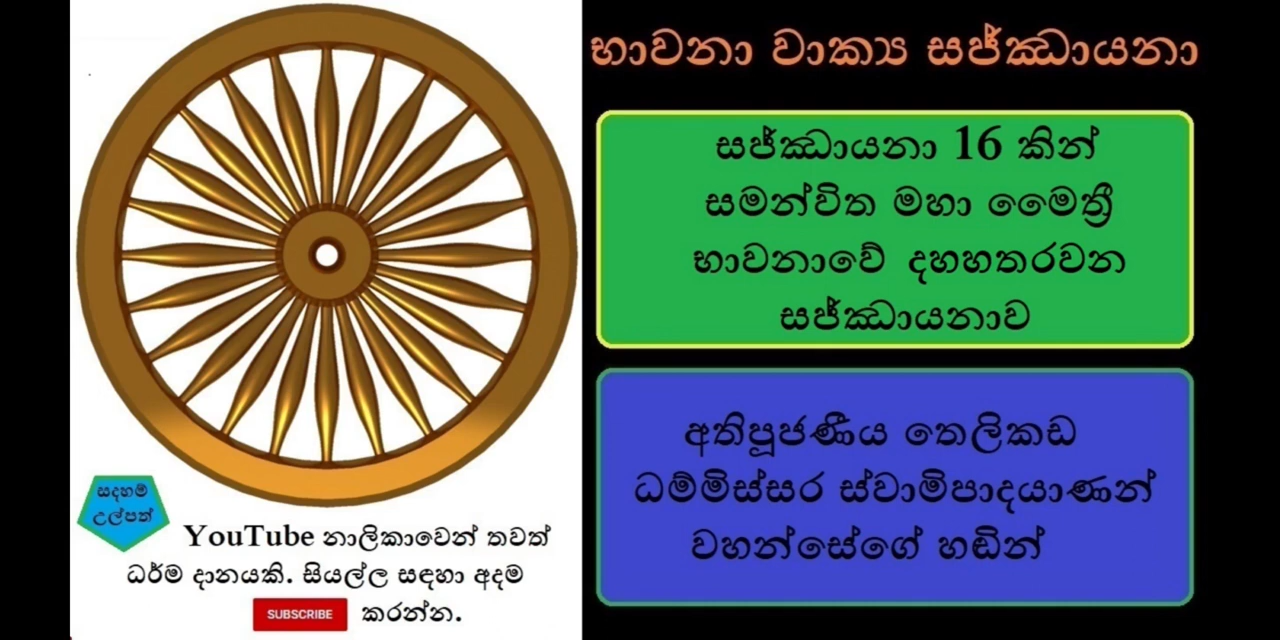 භාවනා වාක්‍ය සජ්ඣායනා
සජ්ඣායනා 16 කින්
සමන්විත මහා මෛත්‍රී
භාවනාවේ දහහතරවන
සජ්ඣායනාව
අතිපූජණීය තෙලිකඩ
ධම්මිස්සර ස්වාමිපාදයාණන්
වහන්සේගේ හඬින්
සදහම්
උල්පත්
YouTube නාලිකාවෙන් තවත්
ධර්ම දානයකි. සියල්ල සඳහා අදම
SUBSCRIBE කරන්න.